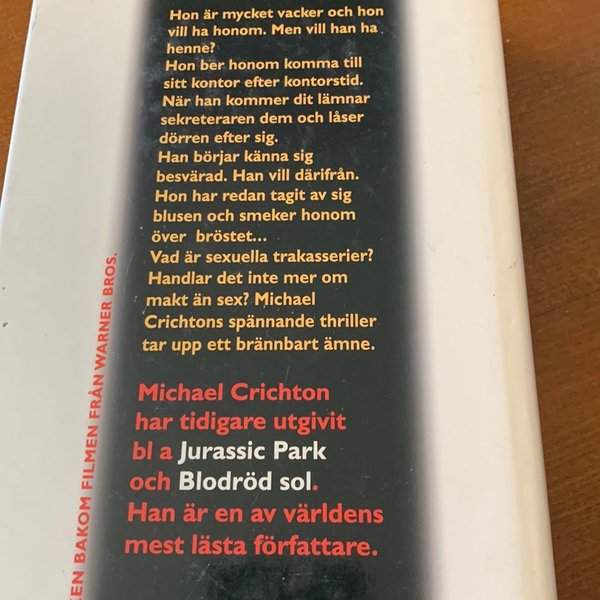 Hon är mycket vacker och hon
vill ha honom. Men vill han ha
henne?
Hon ber honom komma till
sitt kontor efter kontorstid.
När han kommer dit lämnar
sekreteraren dem och låser
dörren efter sig.
Han börjar känna sig
besvärad. Han vill därifrån.
Hon har redan tagit av sig
blusen och smeker honom
över bröstet...
Vad är sexuella trakasserier?
Handlar det inte mer om
makt än sex? Michael
Crichtons spännande thriller
tar upp ett brännbart ämne.
Michael Crichton
har tidigare utgivit
bl a Jurassic Park
och Blodröd sol.
Han är en av världens
mest lästa författare.
BAKOM FILMEN FRÅN WARNER BROS.